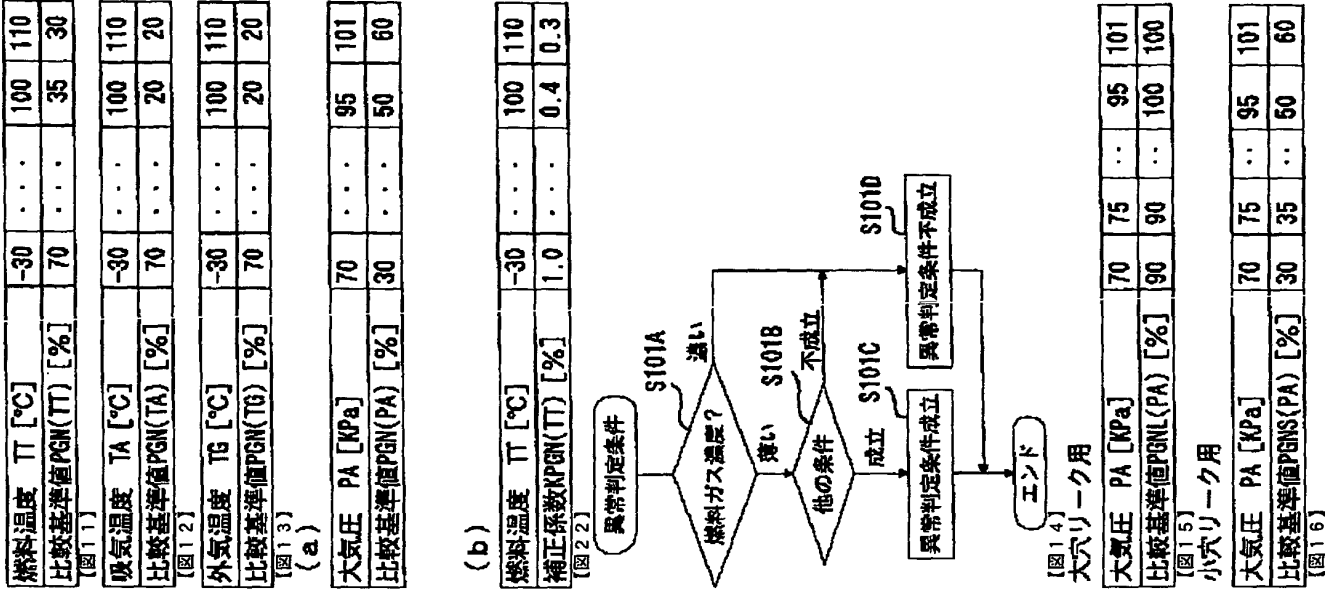 燃料温度 TT [℃] -30 ・・・ 100 110
比較基準値PGN(TT) [%] 70 ・・・ 35 30
【図11】
吸気温度 TA [℃] -30 ・・・ 100 110
比較基準値PGN(TA) [%] 70 ・・・ 20 20
【図12】
外気温度 TG [℃] -30 ・・・ 100 110
比較基準値PGN(TG) [%] 70 ・・・ 20 20
【図13】
(a)
大気圧 PA [KPa] 70 ・・・ 95 101
比較基準値PGN(PA) [%] 30 ・・・ 50 60
(b)
燃料温度 TT [℃] -30 ・・・ 100 110
補正係数KPGN(TT) [%] 1.0 ・・・ 0.4 0.3
【図22】
異常判定条件
S101A
燃料ガス濃度?
濃い
薄い
S101B
他の条件
不成立
成立
S101C
異常判定条件成立
S101D
異常判定条件不成立
エンド
【図14】
大穴リーク用
大気圧 PA [KPa] 70 75 ‥ 95 101
比較基準値PGNL(PA) [%] 90 90 ‥ 100 100
【図15】
小穴リーク用
大気圧 PA [KPa] 70 75 ‥ 95 101
比較基準値PGNS(PA) [%] 30 35 ‥ 50 60
【図16】